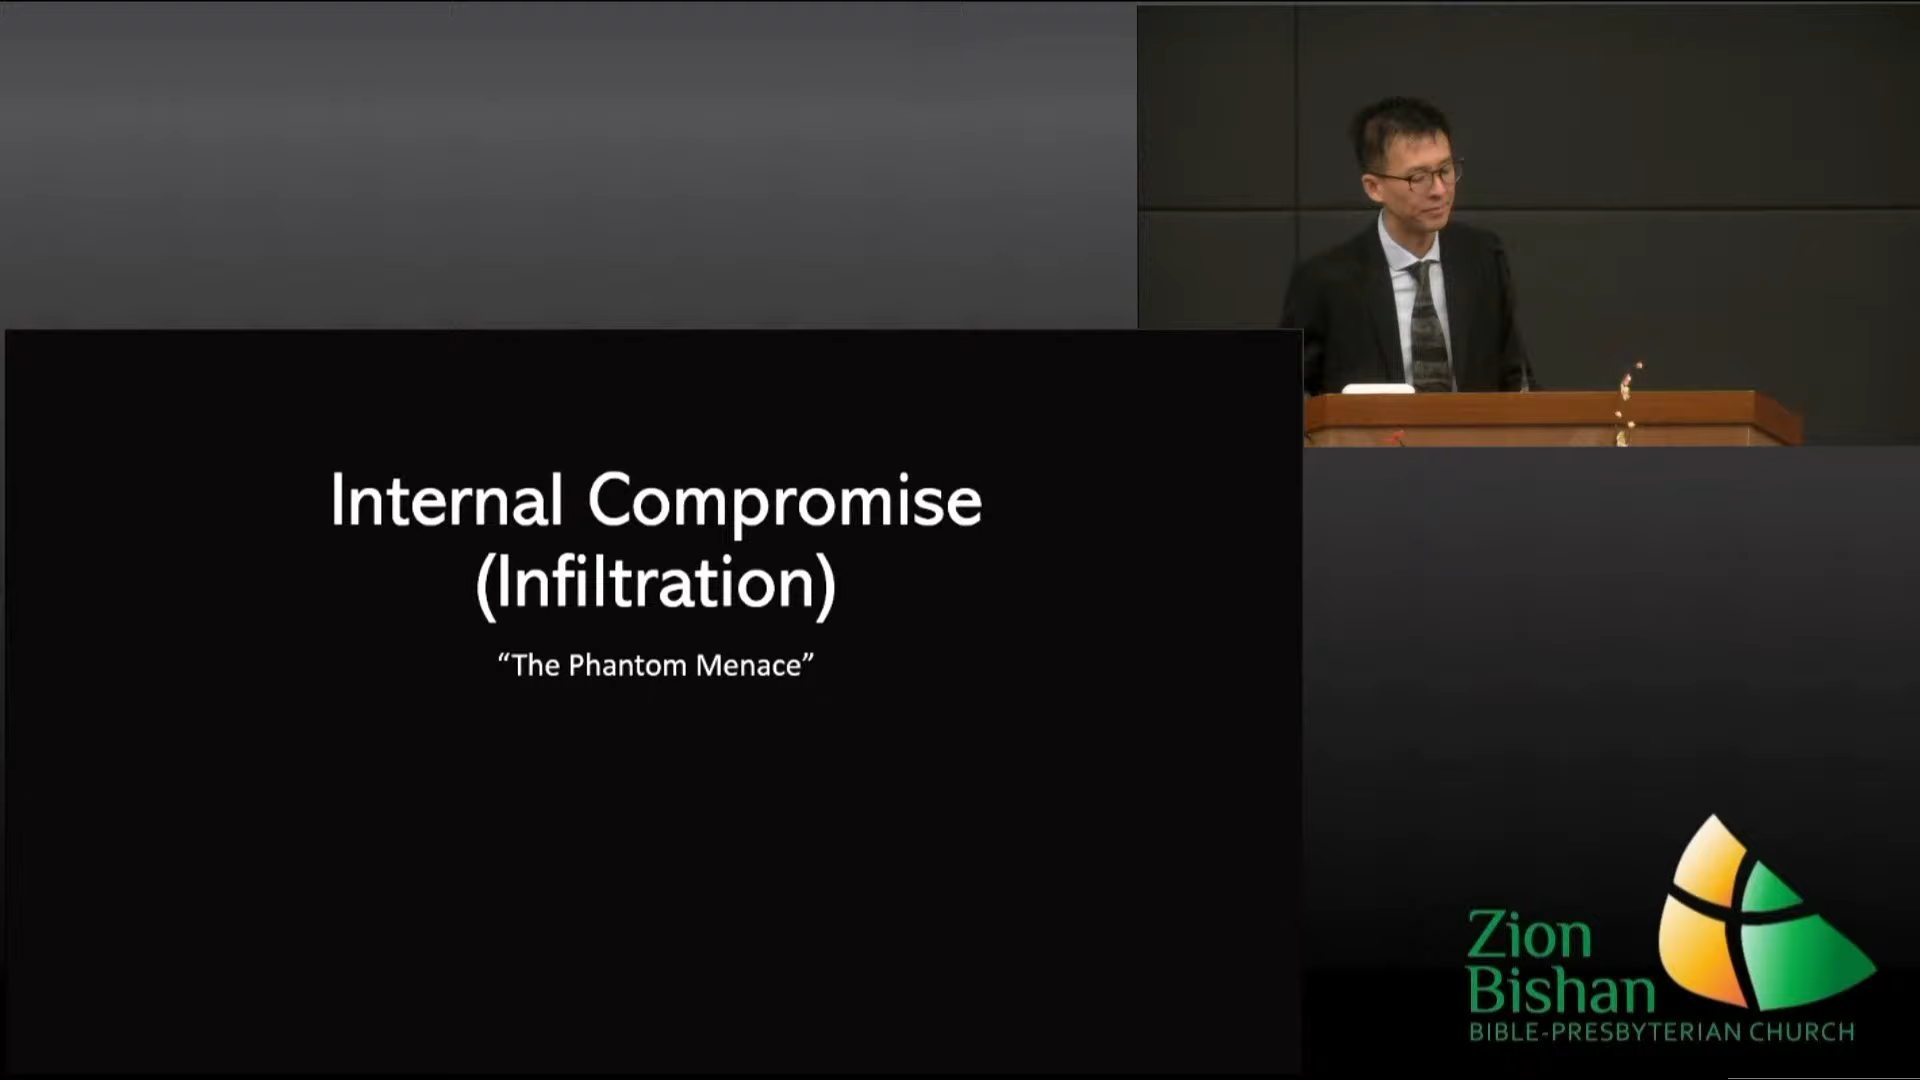 Internal Compromise
(Infiltration)
“The Phantom Menace”
Zion
Bishan
BIBLE-PRESBYTERIAN CHURCH